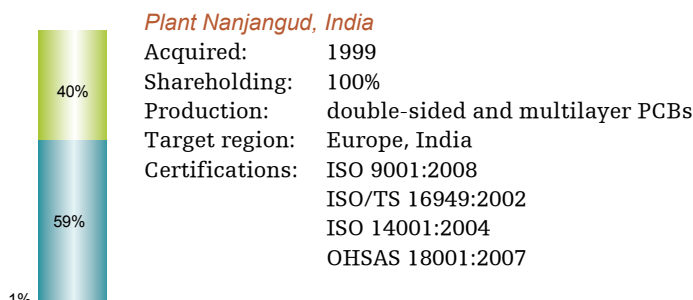 Plant Nanjangud, India
Acquired: 1999
Shareholding: 100%
Production: double-sided and multilayer PCBs
Target region: Europe, India
Certifications: ISO 9001:2008
ISO/TS 16949:2002
ISO 14001:2004
OHSAS 18001:2007
40%
59%
1%